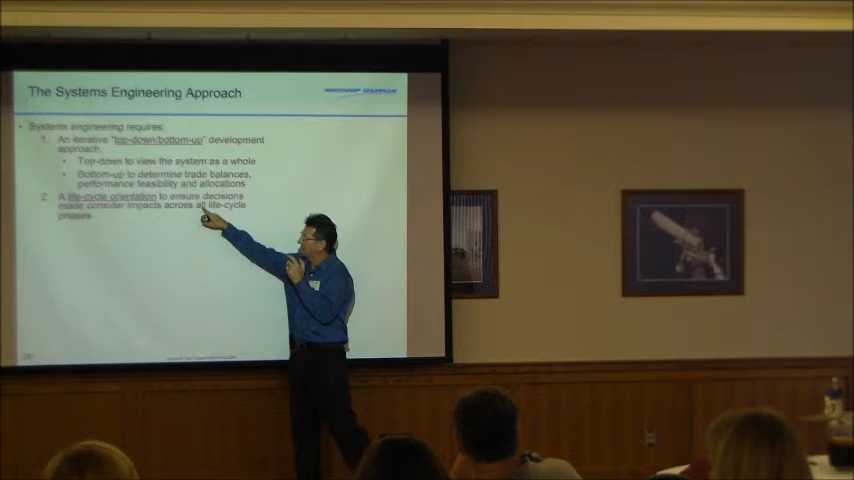 The Systems Engineering Approach
NORTHROP GRUMMAN
• Systems engineering requires:
1. An iterative "top-down/bottom-up" development
approach.
• Top-down to view the system as a whole
• Bottom-up to determine trade balances,
performance feasibility and allocations
2. A life-cycle orientation to ensure decisions
made consider impacts across all life-cycle
phases